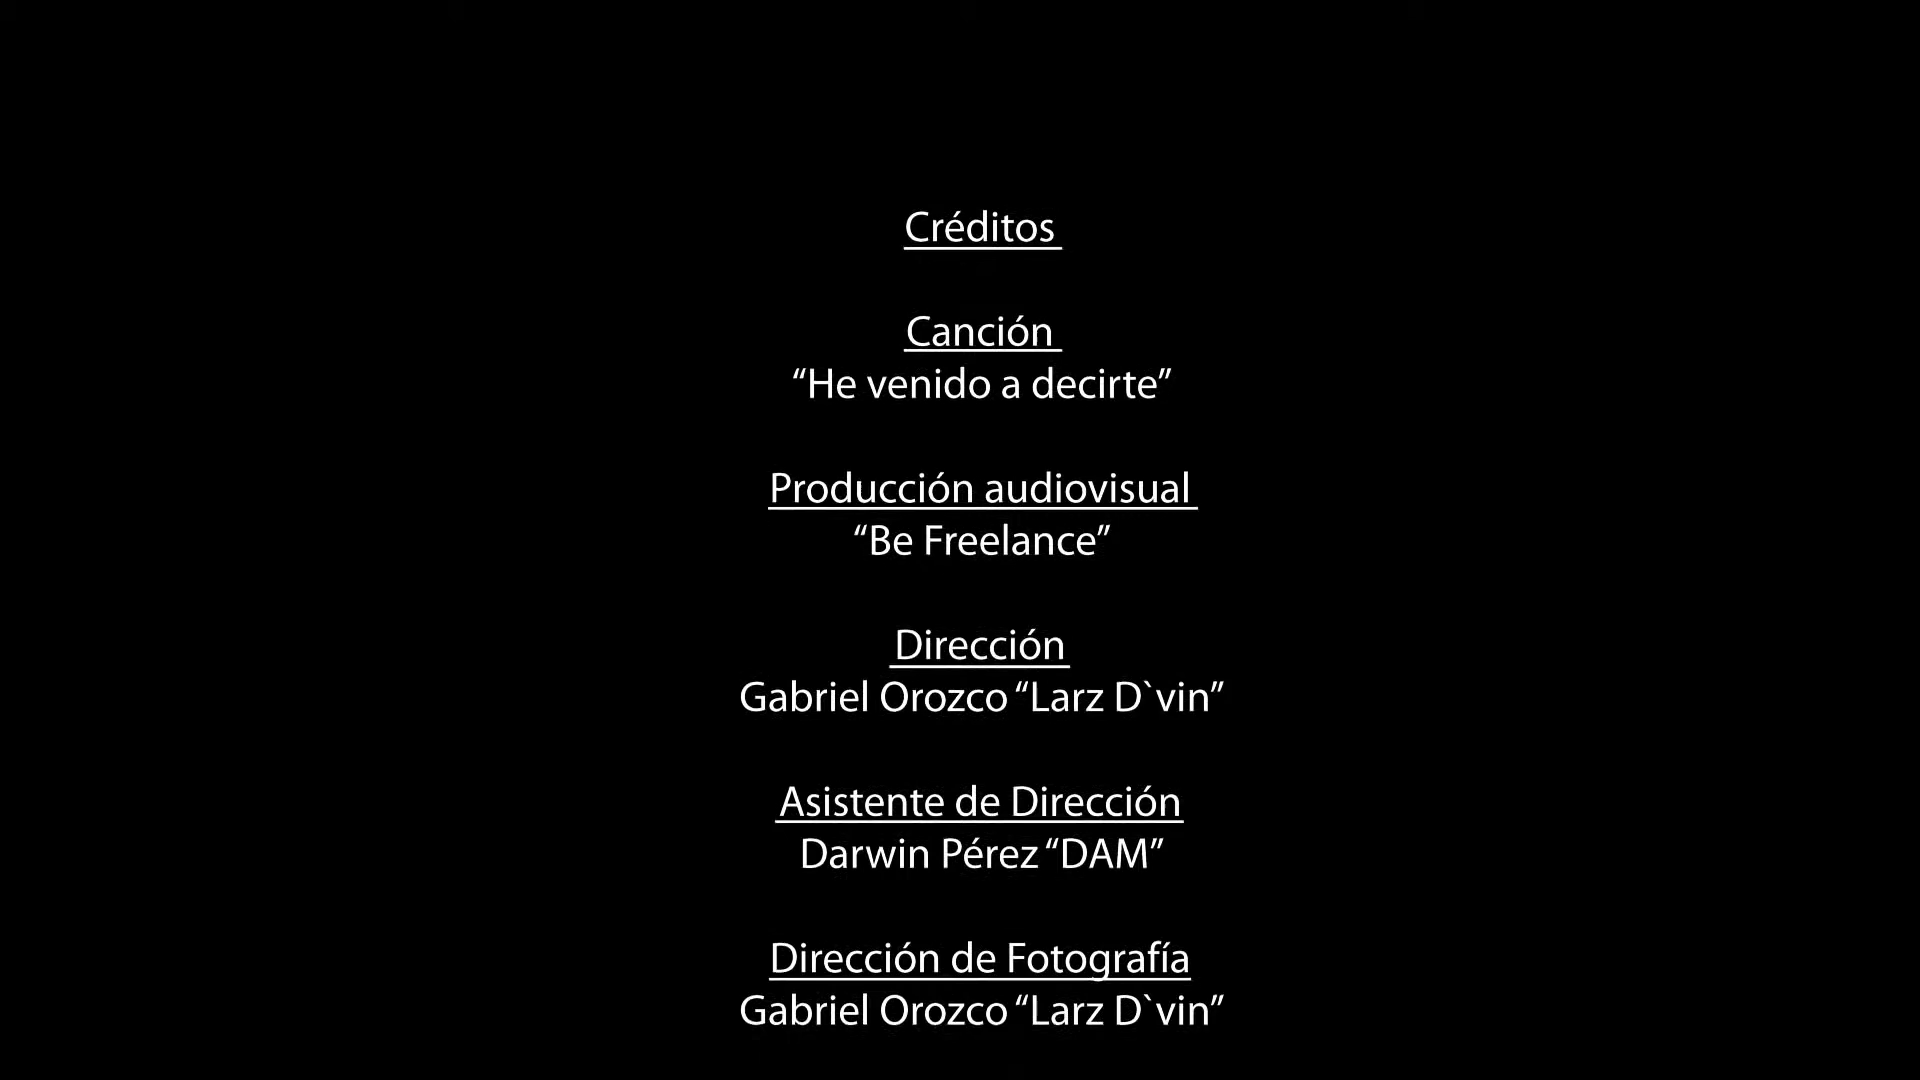 Créditos
Canción
“He venido a decirte”
Producción audiovisual
“Be Freelance”
Dirección
Gabriel Orozco “Larz D`vin”
Asistente de Dirección
Darwin Pérez “DAM”
Dirección de Fotografía
Gabriel Orozco “Larz D`vin”